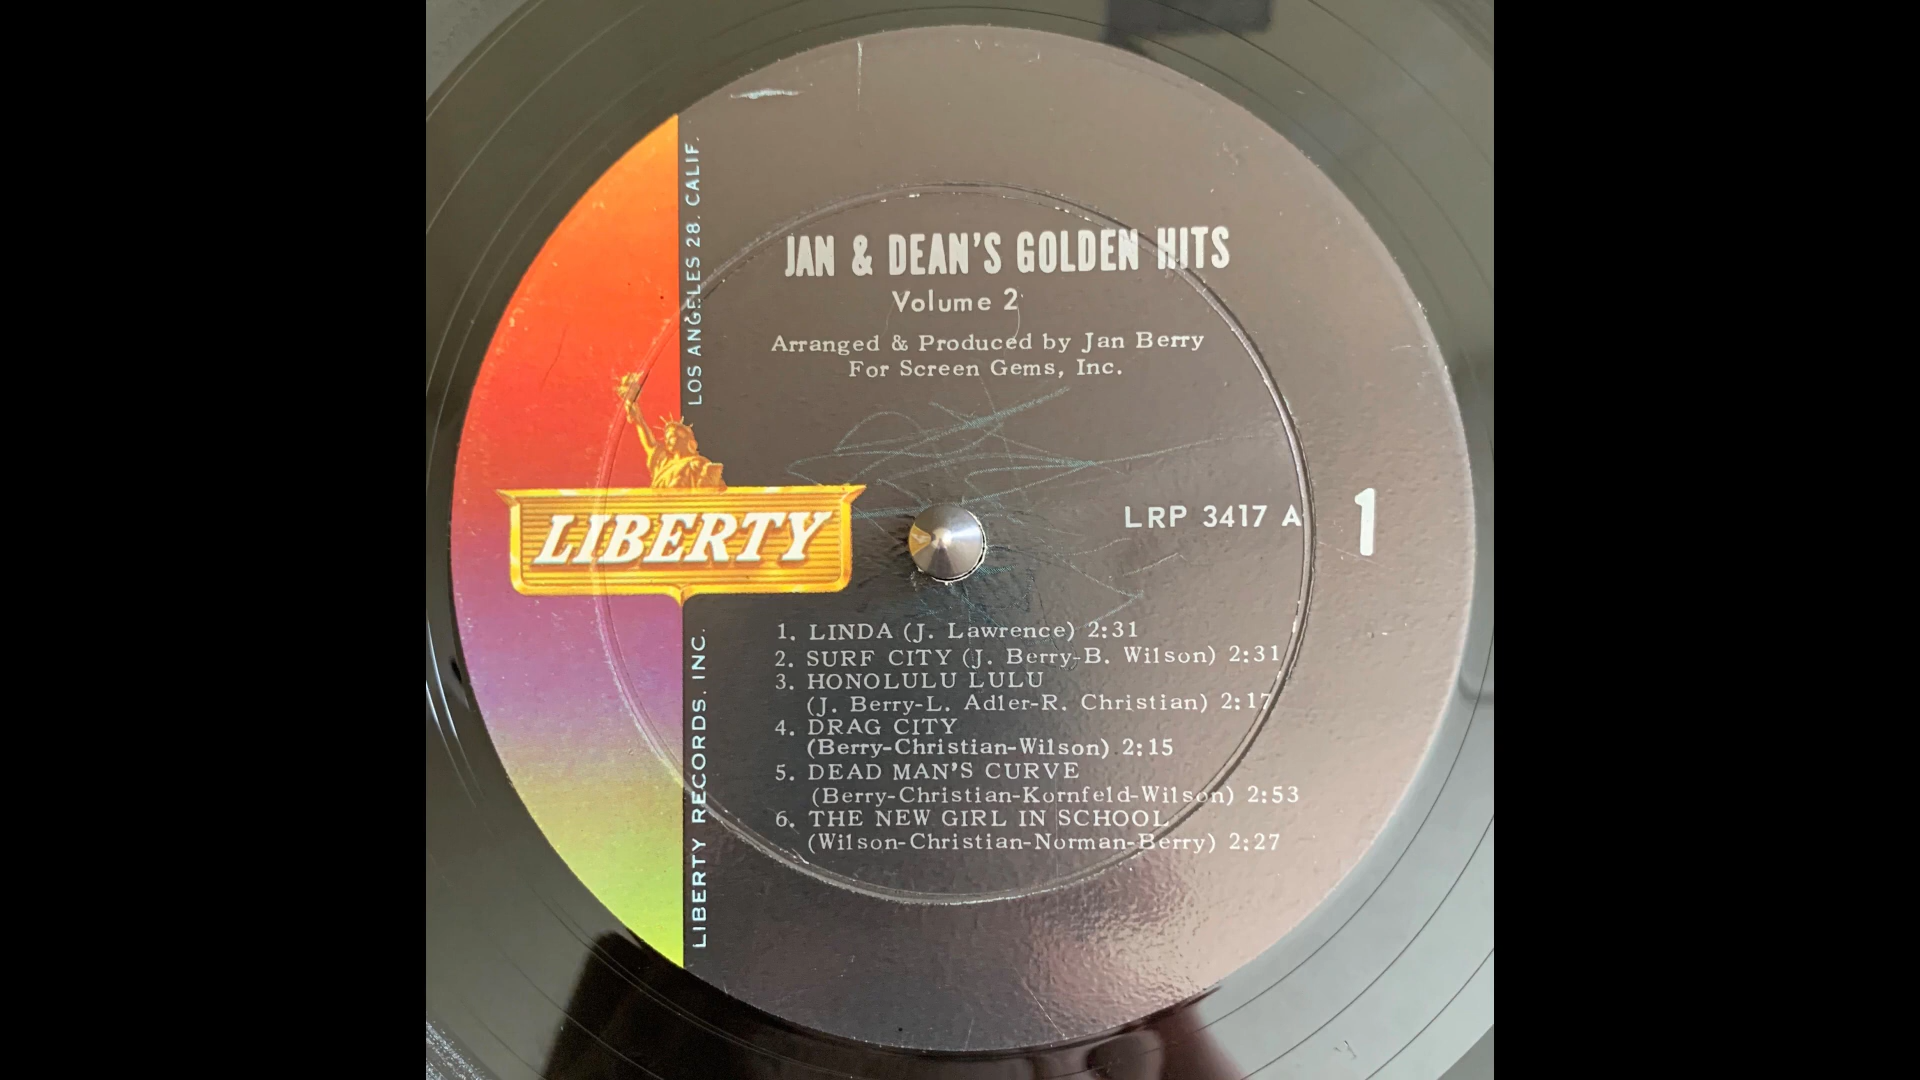 JAN & DEAN'S GOLDEN HITS
Volume 2
Arranged & Produced by Jan Berry
For Screen Gems, Inc.
LOS ANGELES 28. CALIF.
LIBERTY
LRP 3417 A
1
1. LINDA (J. Lawrence) 2:31
2. SURF CITY (J. Berry-B. Wilson) 2:31
3. HONOLULU LULU
(J. Berry-L. Adler-R. Christian) 2:17
4. DRAG CITY
(Berry-Christian-Wilson) 2:15
5. DEAD MAN'S CURVE
(Berry-Christian-Kornfeld-Wilson) 2:53
6. THE NEW GIRL IN SCHOOL
(Wilson-Christian-Norman-Berry) 2:27
LIBERTY RECORDS. INC.